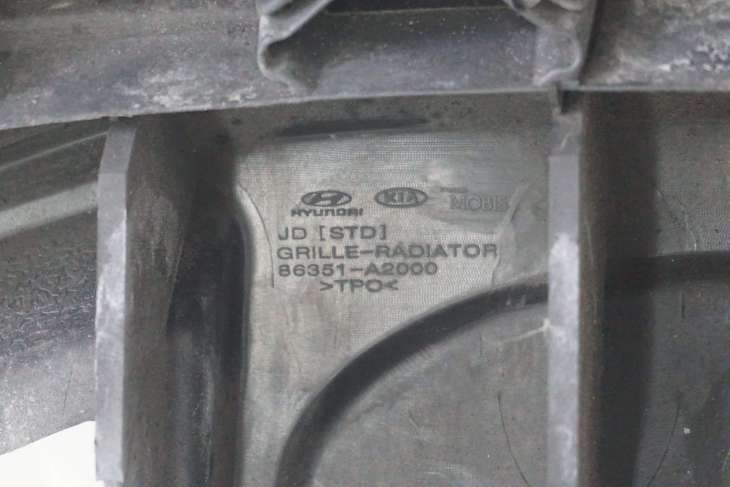 HYUNDAI KIA MOBIS
JD [STD]
GRILLE-RADIATOR
86351-A2000
>TPO<